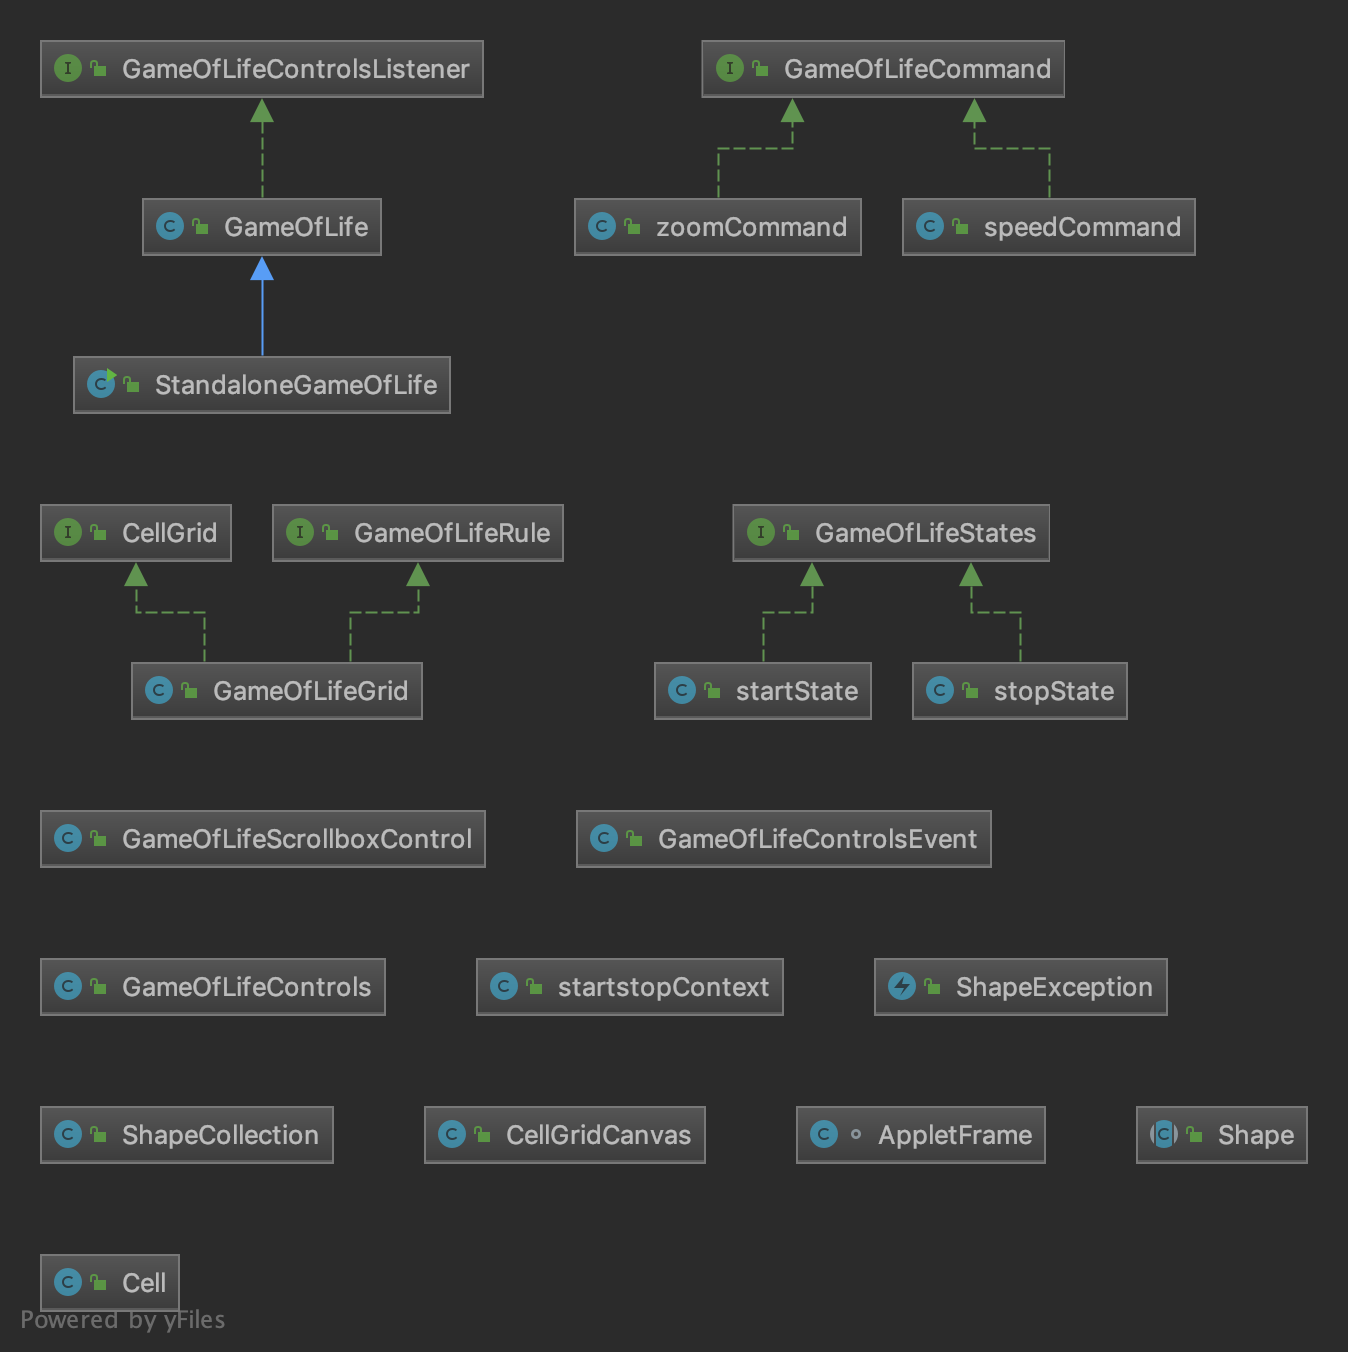 GameOfLifeControlsListener
GameOfLifeCommand
GameOfLife
zoomCommand
speedCommand
StandaloneGameOfLife
CellGrid
GameOfLifeRule
GameOfLifeStates
GameOfLifeGrid
startState
stopState
GameOfLifeScrollboxControl
GameOfLifeControlsEvent
GameOfLifeControls
startstopContext
ShapeException
ShapeCollection
CellGridCanvas
AppletFrame
Shape
Cell
Powered by yFiles